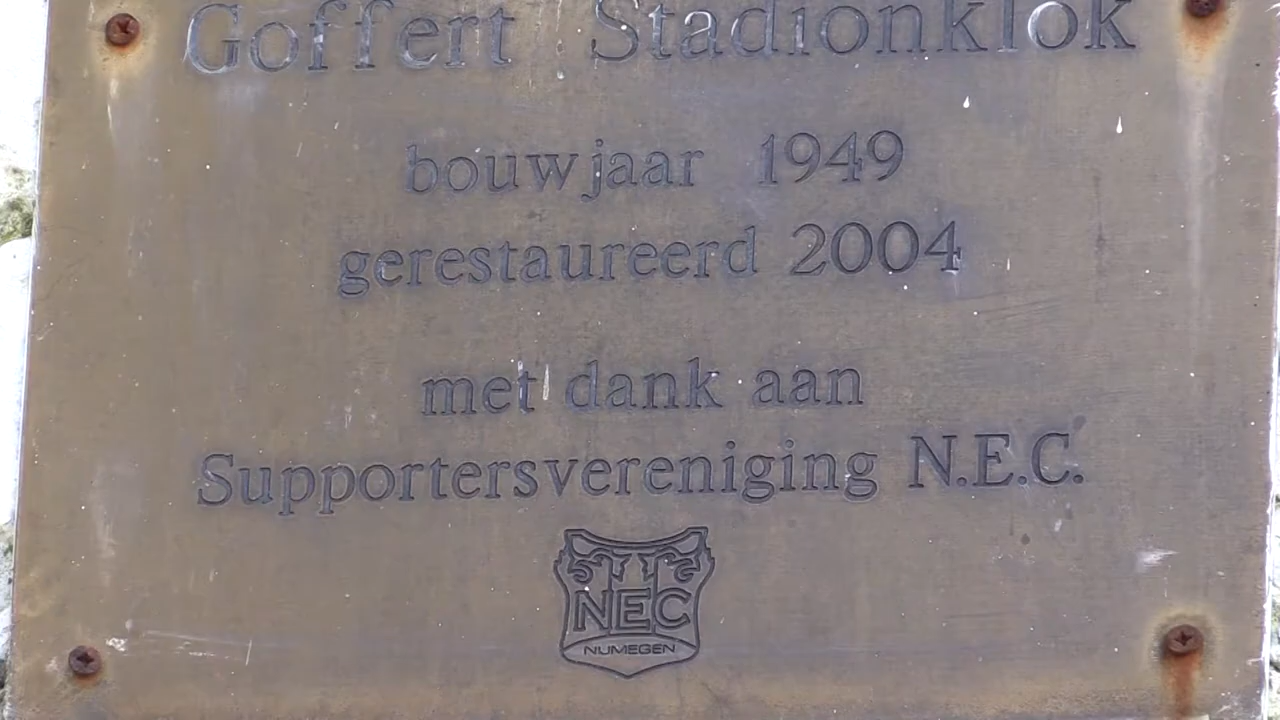 Goffert Stadionklok
bouwjaar 1949
gerestaureerd 2004
met dank aan
Supportersvereniging N.E.C.
NEC
NIJMEGEN